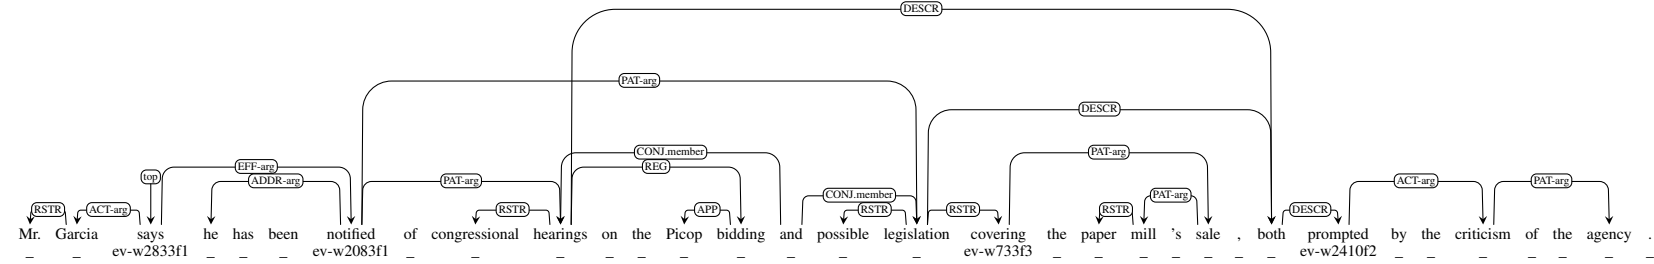 DESCR
PAT-arg
DESCR
CONJ.member PAT-arg
EFF-arg REG
top ADDR-arg PAT-arg ACT-arg PAT-arg
CONJ.member PAT-arg
RSTR ACT-arg RSTR APP RSTR RSTR RSTR DESCR
Mr. Garcia says he has been notified of congressional hearings on the Picop bidding and possible legislation covering the paper mill 's sale , both prompted by the criticism of the agency .
_ _ ev-w2833f1 _ _ _ ev-w2083f1 _ _ _ _ _ _ _ _ _ _ ev-w733f3 _ _ _ _ _ _ _ ev-w2410f2 _ _ _ _ _ _ _